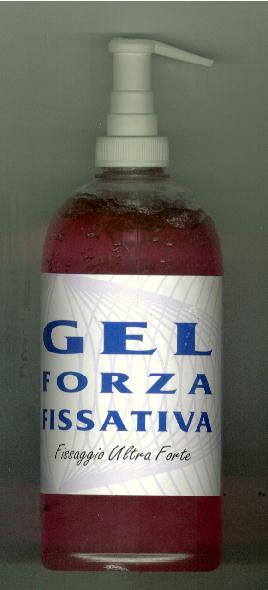 GEL
FORZA
FISSATIVA
Fissaggio Ultra Forte